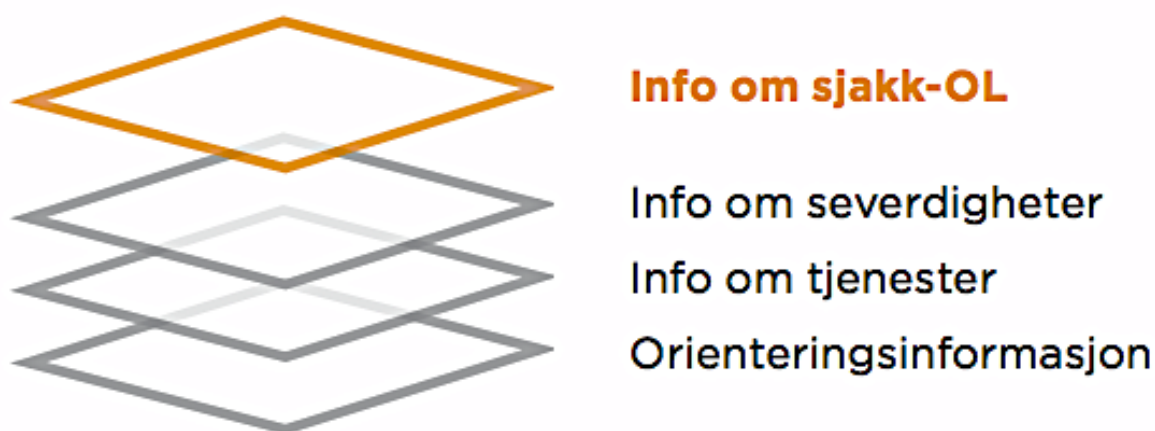 Info om sjakk-OL
Info om severdigheter
Info om tjenester
Orienteringsinformasjon